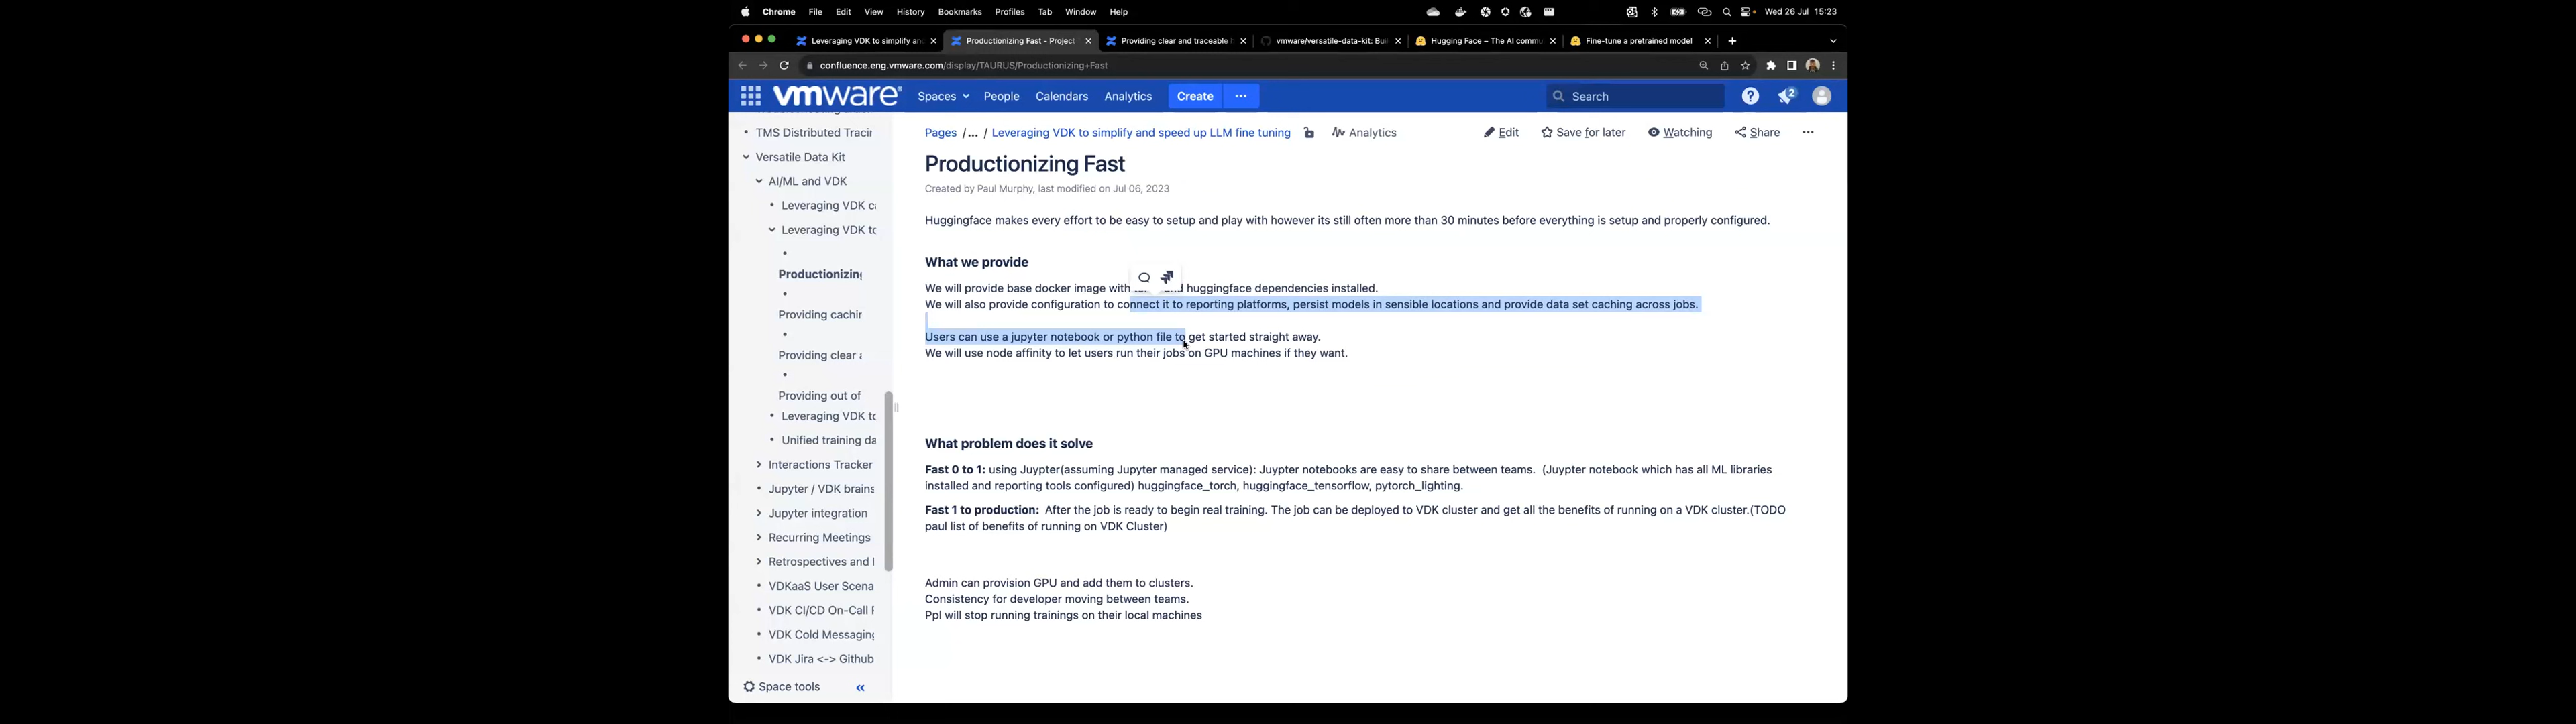 Chrome File Edit View History Bookmarks Profiles Tab Window Help Wed 26 Jul 15:23
Leveraging VDK to simplify an Productionizing Fast - Project Providing clear and traceable vmware/versatile-data-kit: Bui Hugging Face – The AI commu Fine-tune a pretrained model
confluence.eng.vmware.com/display/TAURUS/Productionizing+Fast
vmware Spaces People Calendars Analytics Create Search 2
Pages / ... / Leveraging VDK to simplify and speed up LLM fine tuning Analytics Edit Save for later Watching Share
TMS Distributed Tracin
Versatile Data Kit
AI/ML and VDK
Leveraging VDK c
Leveraging VDK to
Productionizing
Providing cachin
Providing clear a
Providing out of
Leveraging VDK to
Unified training da
Interactions Tracker
Jupyter / VDK brains
Jupyter integration
Recurring Meetings
Retrospectives and
VDKaaS User Scena
VDK CI/CD On-Call
VDK Cold Messaging
VDK Jira <-> Github
Space tools
Productionizing Fast
Created by Paul Murphy, last modified on Jul 06, 2023
Huggingface makes every effort to be easy to setup and play with however its still often more than 30 minutes before everything is setup and properly configured.
What we provide
We will provide base docker image with huggingface dependencies installed.
We will also provide configuration to connect it to reporting platforms, persist models in sensible locations and provide data set caching across jobs.
Users can use a jupyter notebook or python file to get started straight away.
We will use node affinity to let users run their jobs on GPU machines if they want.
What problem does it solve
Fast 0 to 1: using Juypter(assuming Jupyter managed service): Juypter notebooks are easy to share between teams. (Juypter notebook which has all ML libraries
installed and reporting tools configured) huggingface_torch, huggingface_tensorflow, pytorch_lighting.
Fast 1 to production: After the job is ready to begin real training. The job can be deployed to VDK cluster and get all the benefits of running on a VDK cluster.(TODO
paul list of benefits of running on VDK Cluster)
Admin can provision GPU and add them to clusters.
Consistency for developer moving between teams.
Ppl will stop running trainings on their local machines